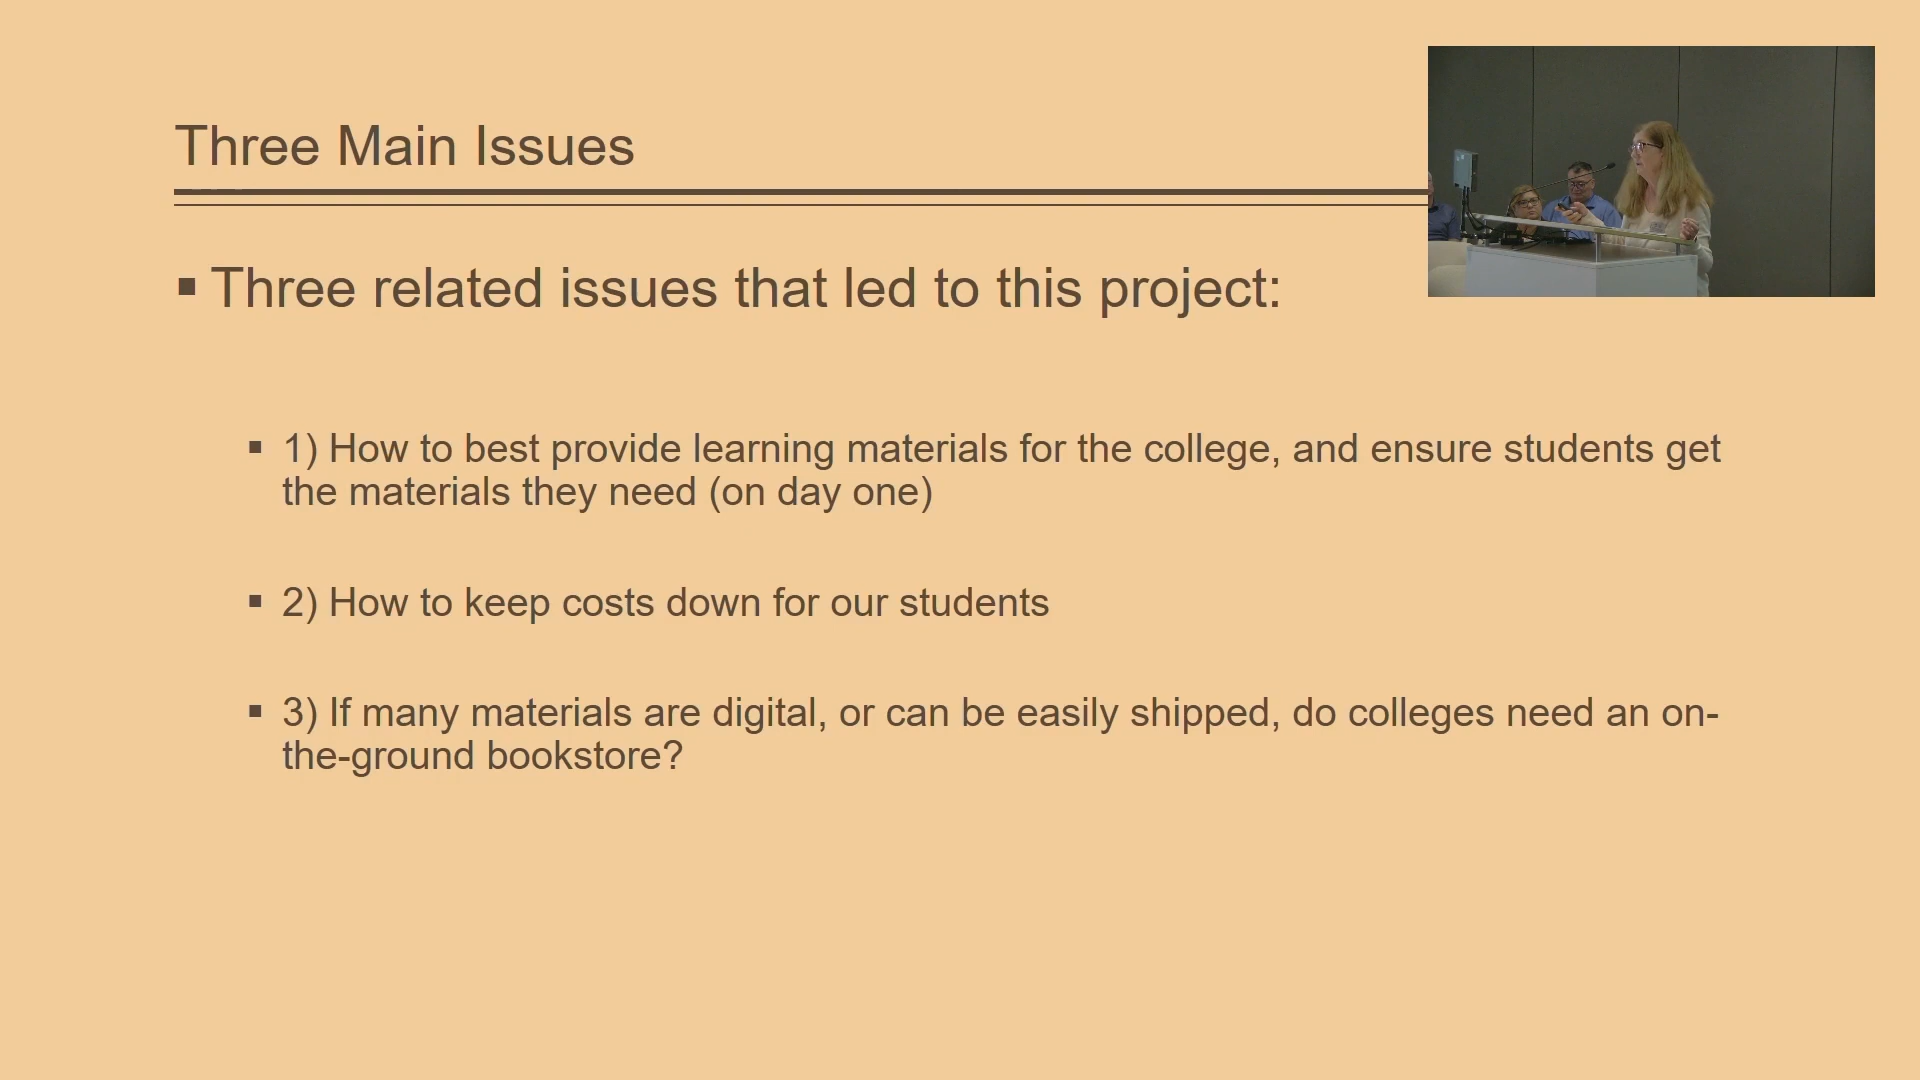 Three Main Issues
▪ Three related issues that led to this project:
▪ 1) How to best provide learning materials for the college, and ensure students get
the materials they need (on day one)
▪ 2) How to keep costs down for our students
▪ 3) If many materials are digital, or can be easily shipped, do colleges need an on-
the-ground bookstore?